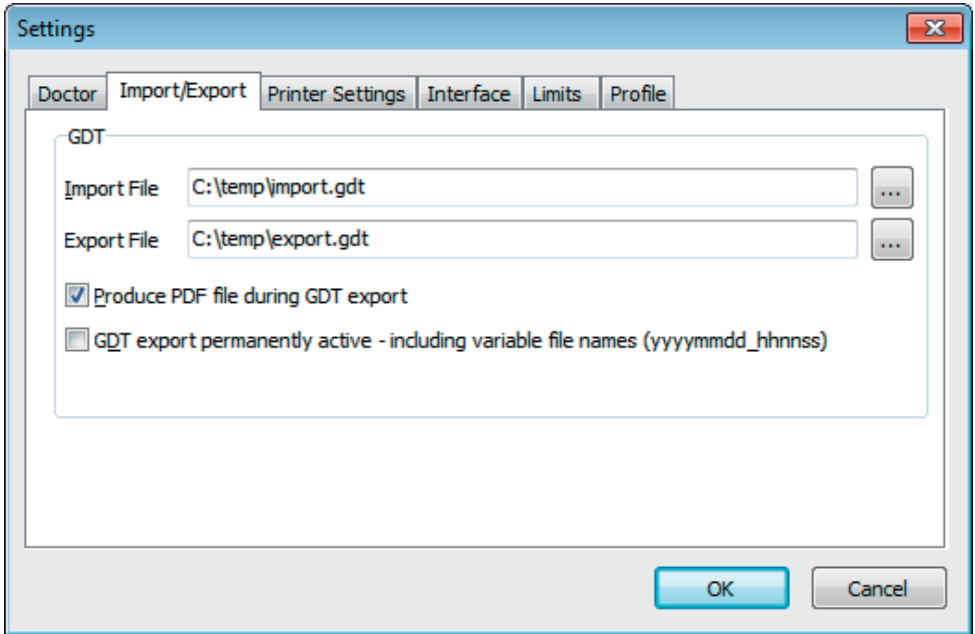 Settings
Doctor Import/Export Printer Settings Interface Limits Profile
GDT
Import File C:\temp\import.gdt ...
Export File C:\temp\export.gdt ...
Produce PDF file during GDT export
GDT export permanently active - including variable file names (yyyymmdd_hhnnss)
OK Cancel